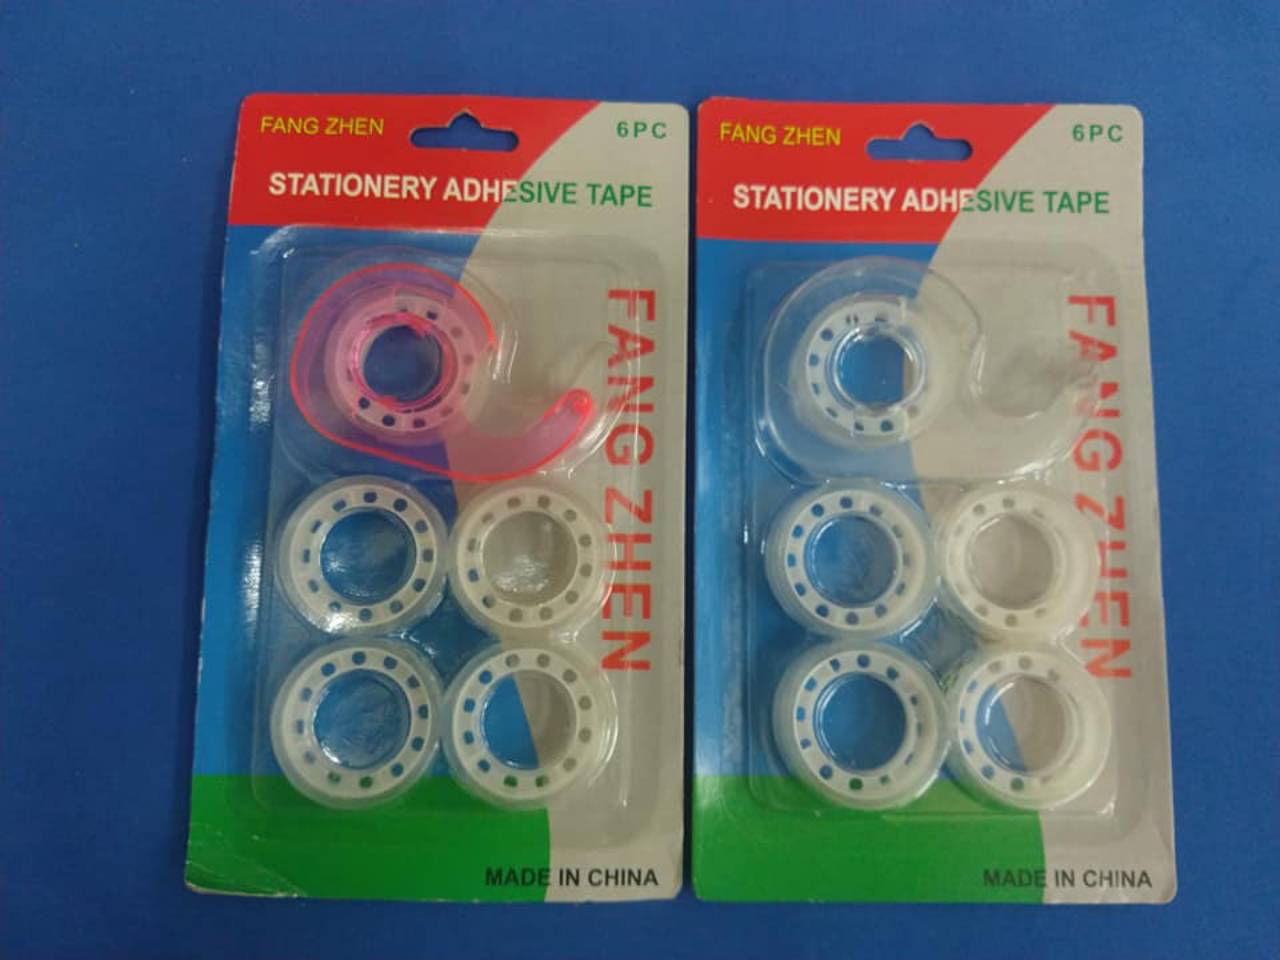 FANG ZHEN
6PC
STATIONERY ADHESIVE TAPE
FANG ZHEN
MADE IN CHINA
FANG ZHEN
6PC
STATIONERY ADHESIVE TAPE
FANG ZHEN
MADE IN CHINA